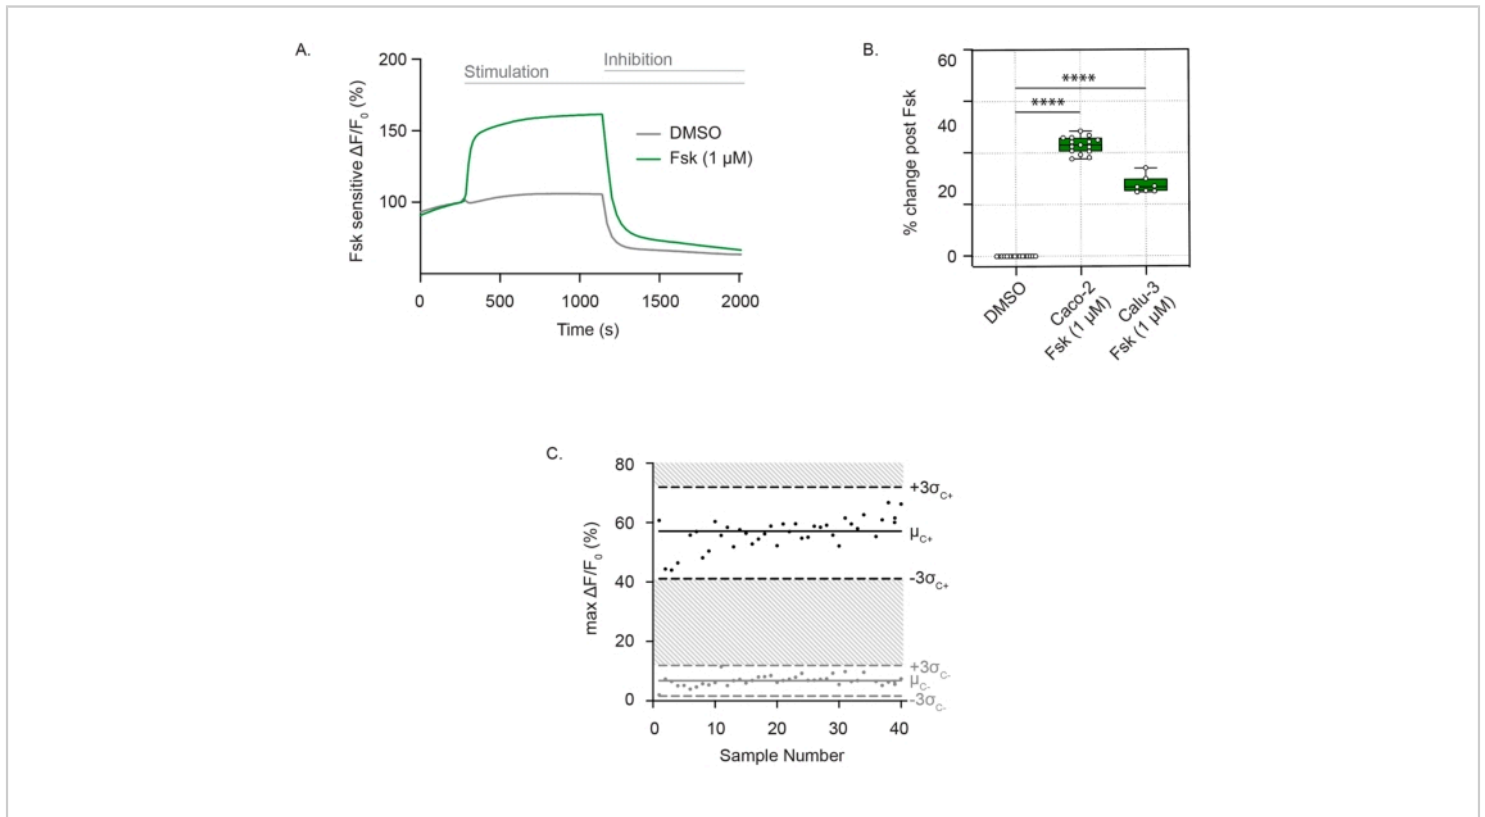 A.
Fsk sensitive ΔF/F₀ (%)
200
150
100
Stimulation
Inhibition
DMSO
Fsk (1 µM)
0 500 1000 1500 2000
Time (s)
B.
% change post Fsk
60
40
20
0
****
****
DMSO
Caco-2
Fsk (1 µM)
Calu-3
Fsk (1 µM)
C.
max ΔF/F₀ (%)
80
60
40
20
0
+3σC+
µC+
-3σC+
+3σC-
µC-
-3σC-
0 10 20 30 40
Sample Number